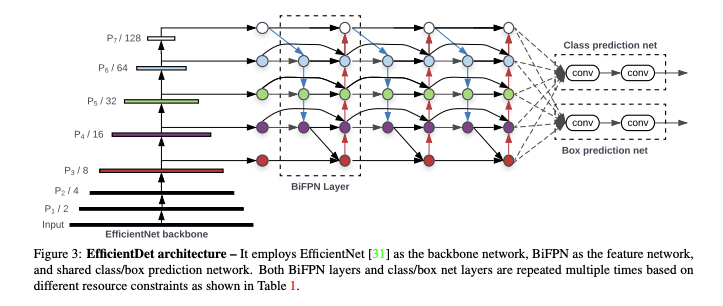 P7 / 128
P6 / 64
P5 / 32
P4 / 16
P3 / 8
P2 / 4
P1 / 2
Input
EfficientNet backbone
BiFPN Layer
Class prediction net
conv conv
conv conv
Box prediction net
Figure 3: EfficientDet architecture – It employs EfficientNet [31] as the backbone network, BiFPN as the feature network,
and shared class/box prediction network. Both BiFPN layers and class/box net layers are repeated multiple times based on
different resource constraints as shown in Table 1.